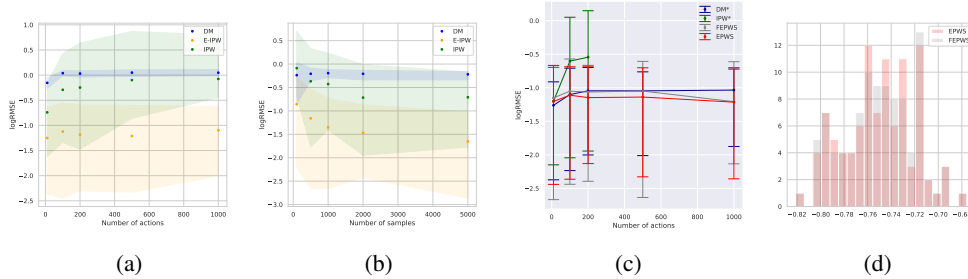 1.0
0.5
0.0
−0.5
−1.0
−1.5
−2.0
−2.5
logRMSE
DM
E-IPW
IPW
0 200 400 600 800 1000
Number of actions
(a)
0.5
0.0
−0.5
−1.0
−1.5
−2.0
−2.5
−3.0
logRMSE
DM
E-IPW
IPW
0 1000 2000 3000 4000 5000
Number of samples
(b)
0.0
−0.5
−1.0
−1.5
−2.0
−2.5
logRMSE
DM*
IPW*
FEPWS
EPWS
0 200 400 600 800 1000
Number of actions
(c)
14
12
10
8
6
4
2
0
EPWS
FEPWS
−0.82 −0.80 −0.78 −0.76 −0.74 −0.72 −0.70 −0.68
(d)